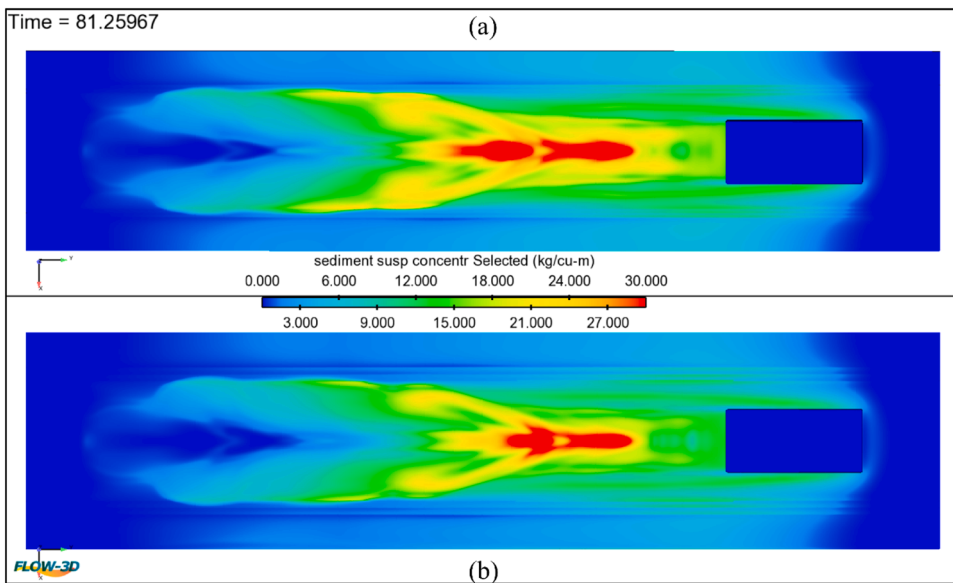 Time = 81.25967
(a)
y
x
sediment susp concentr Selected (kg/cu-m)
0.000 6.000 12.000 18.000 24.000 30.000
3.000 9.000 15.000 21.000 27.000
FLOW-3D
x
(b)